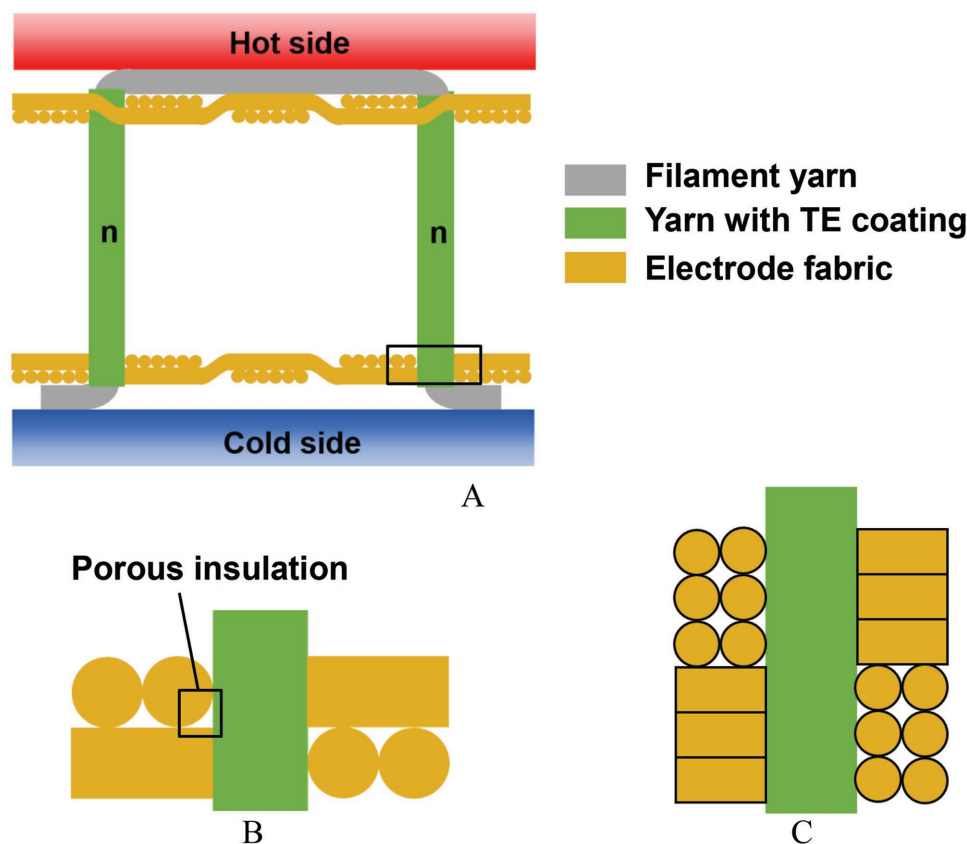 Hot side
n
n
Filament yarn
Yarn with TE coating
Electrode fabric
Cold side
A
Porous insulation
B
C